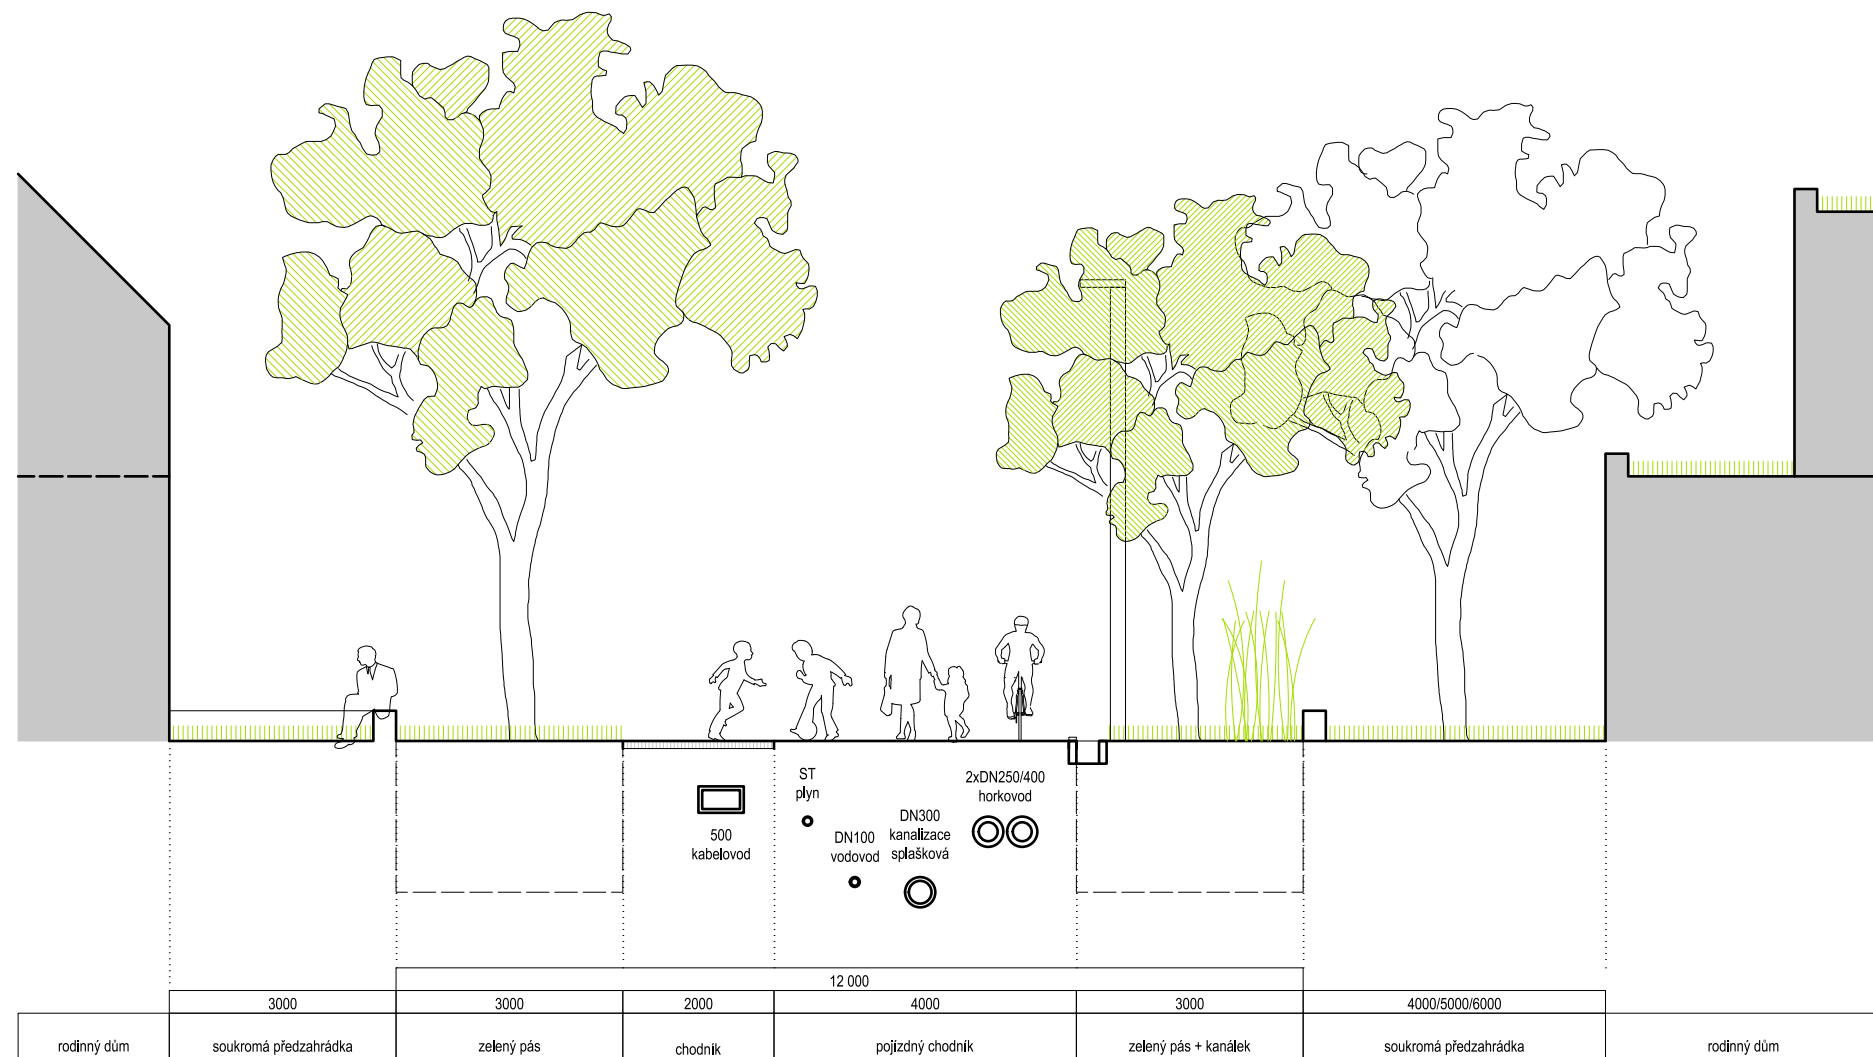 ST
plyn
2xDN250/400
horkovod
DN300
kanalizace
splašková
500
kabelovod
DN100
vodovod
12 000
3000
3000
2000
4000
3000
4000/5000/6000
rodinný dům
soukromá předzahrádka
zelený pás
chodník
pojízdný chodník
zelený pás + kanálek
soukromá předzahrádka
rodinný dům